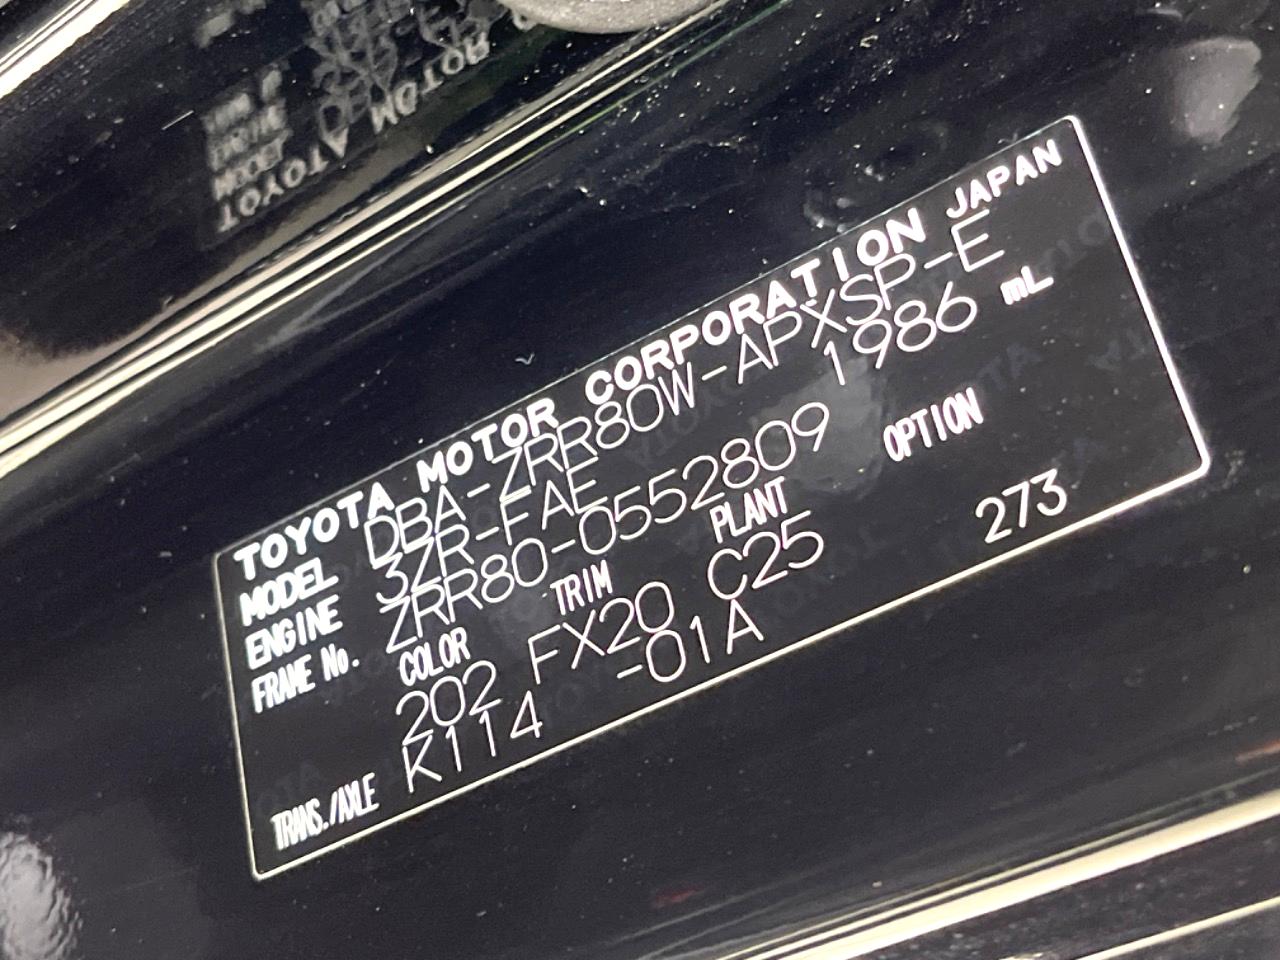 TOYOTA MOTOR CORPORATION JAPAN
MODEL DBA-ZRR80W-APXSP-E
ENGINE 3ZR-FAE 1986 mL
FRAME No. ZRR80-0552809
COLOR TRIM PLANT OPTION
202 FX20 C25 273
TRANS./AXLE K114 -01A